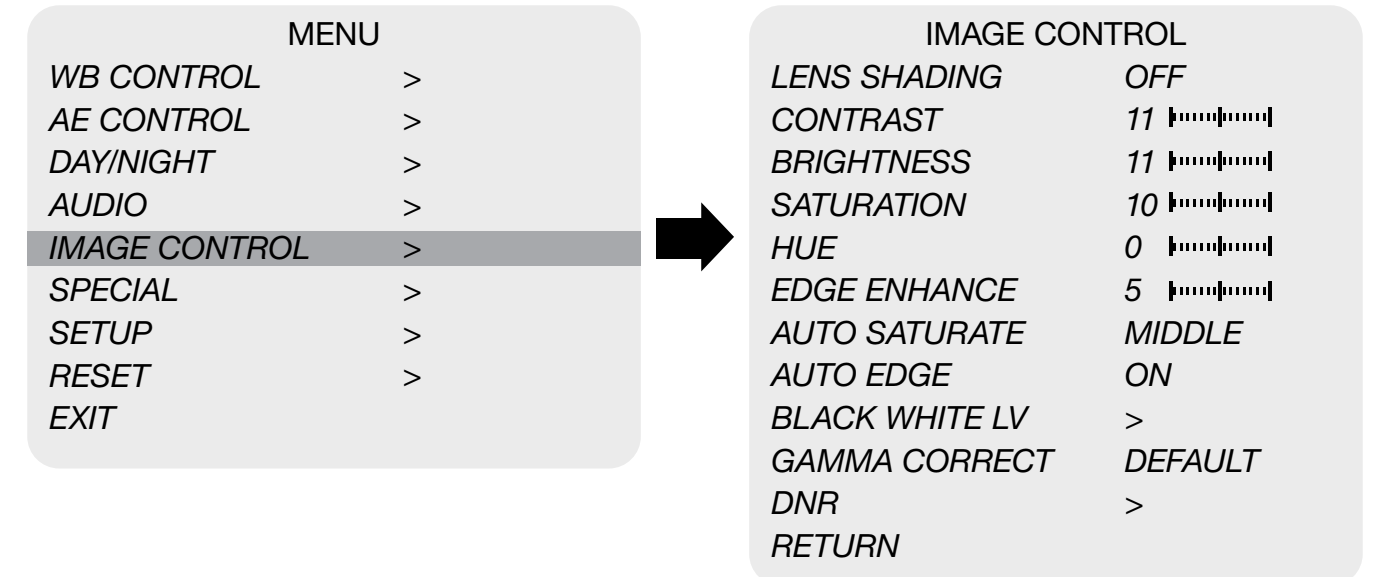 MENU
WB CONTROL >
AE CONTROL >
DAY/NIGHT >
AUDIO >
IMAGE CONTROL >
SPECIAL >
SETUP >
RESET >
EXIT
IMAGE CONTROL
LENS SHADING OFF
CONTRAST 11
BRIGHTNESS 11
SATURATION 10
HUE 0
EDGE ENHANCE 5
AUTO SATURATE MIDDLE
AUTO EDGE ON
BLACK WHITE LV >
GAMMA CORRECT DEFAULT
DNR >
RETURN